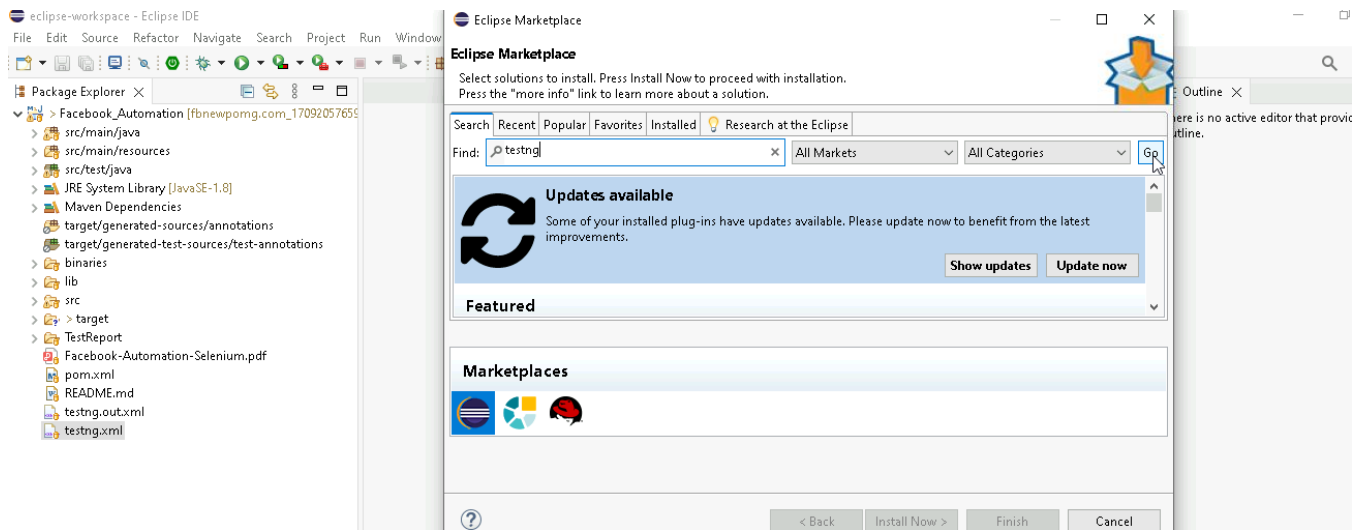 eclipse-workspace - Eclipse IDE
File Edit Source Refactor Navigate Search Project Run Window
Package Explorer
> Facebook_Automation [fbnewpomg.com_17092057659
src/main/java
src/main/resources
src/test/java
JRE System Library [JavaSE-1.8]
Maven Dependencies
target/generated-sources/annotations
target/generated-test-sources/test-annotations
binaries
lib
src
> target
TestReport
Facebook-Automation-Selenium.pdf
pom.xml
README.md
testng.out.xml
testng.xml
Eclipse Marketplace
Eclipse Marketplace
Select solutions to install. Press Install Now to proceed with installation.
Press the "more info" link to learn more about a solution.
Search Recent Popular Favorites Installed Research at the Eclipse
Find: testng All Markets All Categories Go
Updates available
Some of your installed plug-ins have updates available. Please update now to benefit from the latest
improvements.
Show updates Update now
Featured
Marketplaces
< Back Install Now > Finish Cancel
Outline
ere is no active editor that provid
utline.